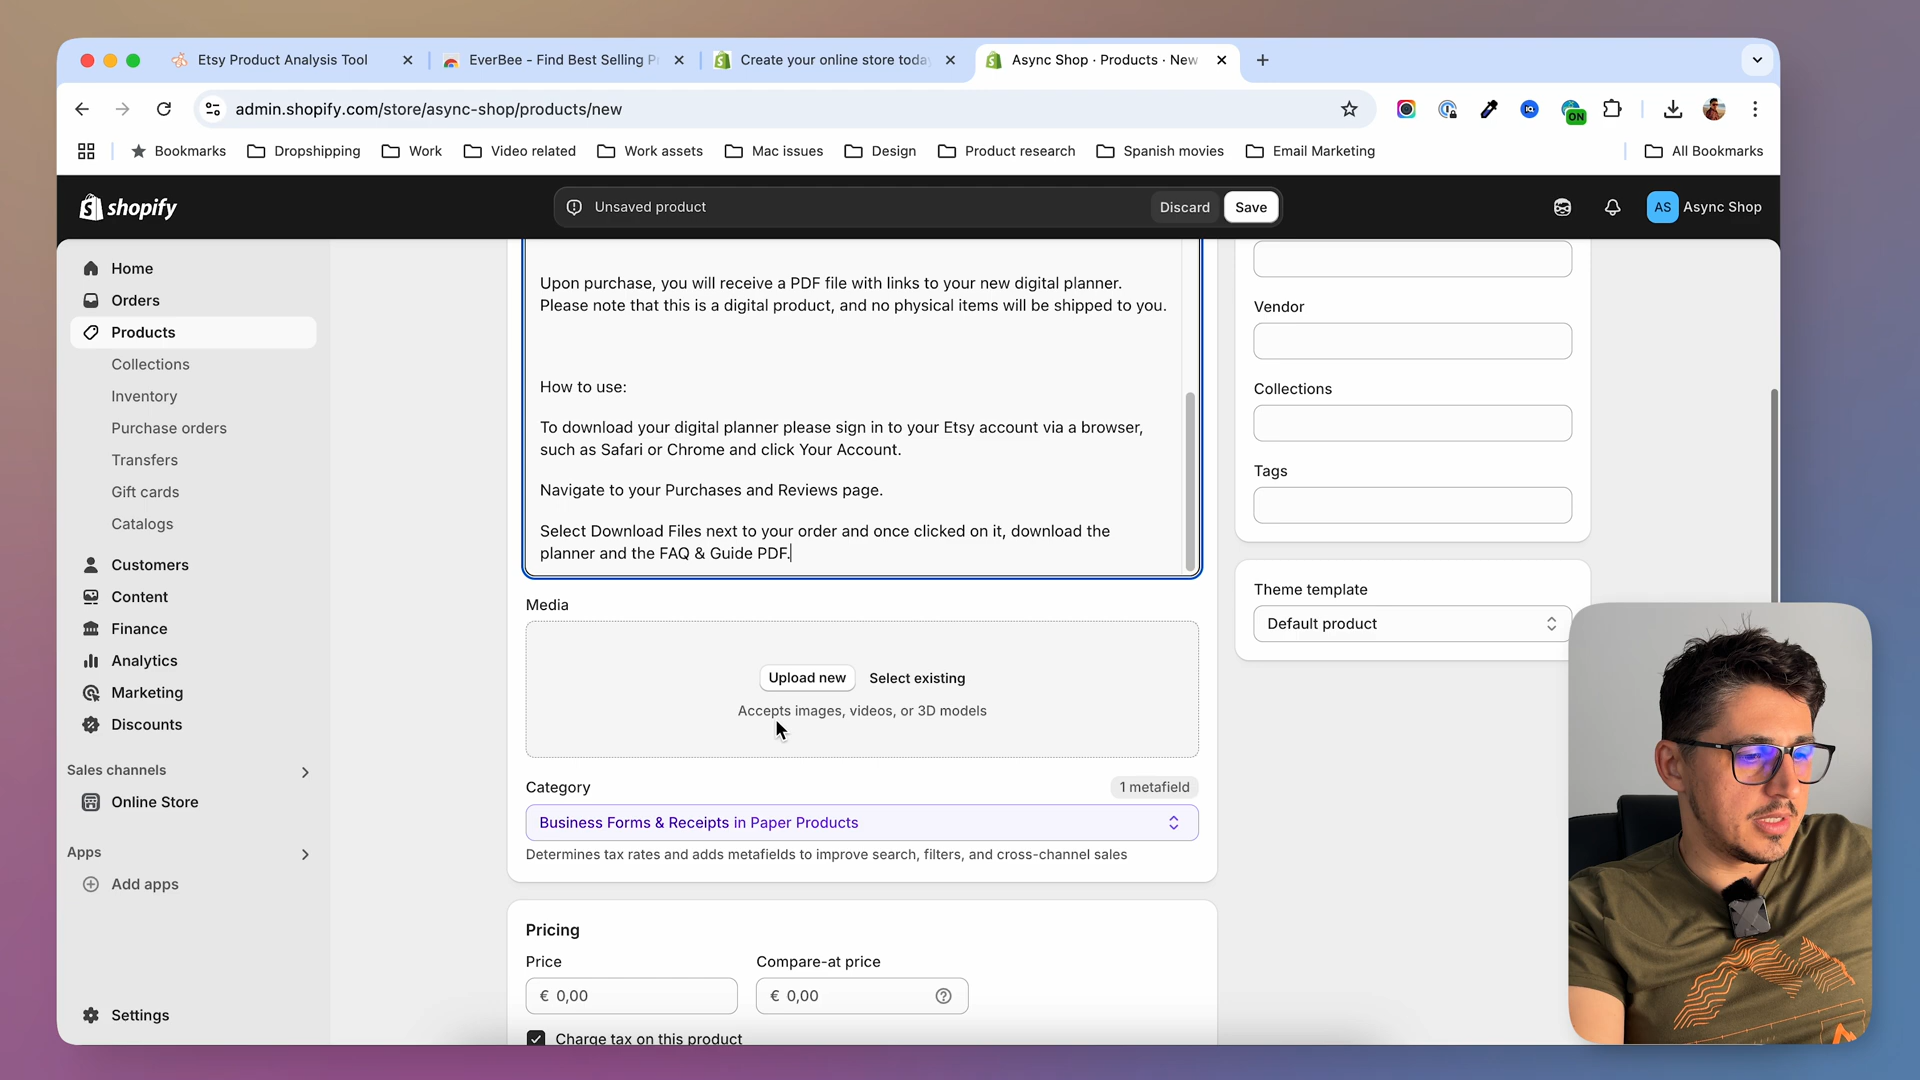 Etsy Product Analysis Tool
EverBee - Find Best Selling P
Create your online store toda
Async Shop · Products · New
admin.shopify.com/store/async-shop/products/new
ON
Bookmarks
Dropshipping
Work
Video related
Work assets
Mac issues
Design
Product research
Spanish movies
Email Marketing
All Bookmarks
shopify
Unsaved product
Discard
Save
AS
Async Shop
Home
Orders
Products
Collections
Inventory
Purchase orders
Transfers
Gift cards
Catalogs
Customers
Content
Finance
Analytics
Marketing
Discounts
Sales channels
Online Store
Apps
Add apps
Settings
Upon purchase, you will receive a PDF file with links to your new digital planner.
Please note that this is a digital product, and no physical items will be shipped to you.
How to use:
To download your digital planner please sign in to your Etsy account via a browser,
such as Safari or Chrome and click Your Account.
Navigate to your Purchases and Reviews page.
Select Download Files next to your order and once clicked on it, download the
planner and the FAQ & Guide PDF.
Media
Upload new
Select existing
Accepts images, videos, or 3D models
Category
1 metafield
Business Forms & Receipts in Paper Products
Determines tax rates and adds metafields to improve search, filters, and cross-channel sales
Pricing
Price
Compare-at price
€ 0,00
€ 0,00
Charge tax on this product
Vendor
Collections
Tags
Theme template
Default product